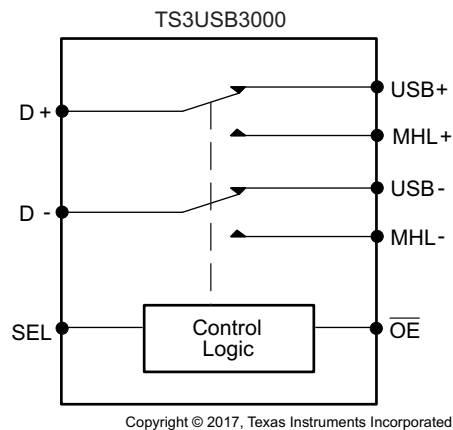 TS3USB3000
D +
USB+
MHL+
D -
USB-
MHL-
SEL
Control
Logic
OE
Copyright © 2017, Texas Instruments Incorporated